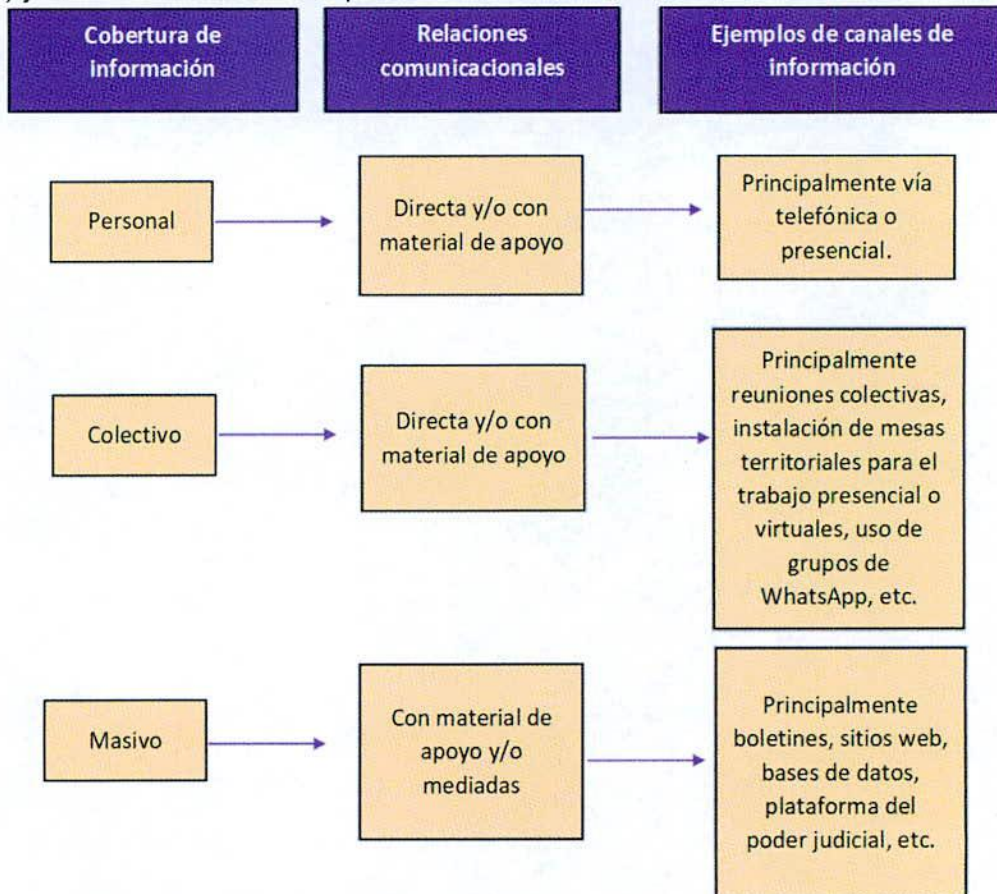 Cobertura de
información
Relaciones
comunicacionales
Ejemplos de canales de
información
Personal
Directa y/o con
material de apoyo
Principalmente vía
telefónica o
presencial.
Colectivo
Directa y/o con
material de apoyo
Principalmente
reuniones colectivas,
instalación de mesas
territoriales para el
trabajo presencial o
virtuales, uso de
grupos de
WhatsApp, etc.
Masivo
Con material de
apoyo y/o
mediadas
Principalmente
boletines, sitios web,
bases de datos,
plataforma del
poder judicial, etc.